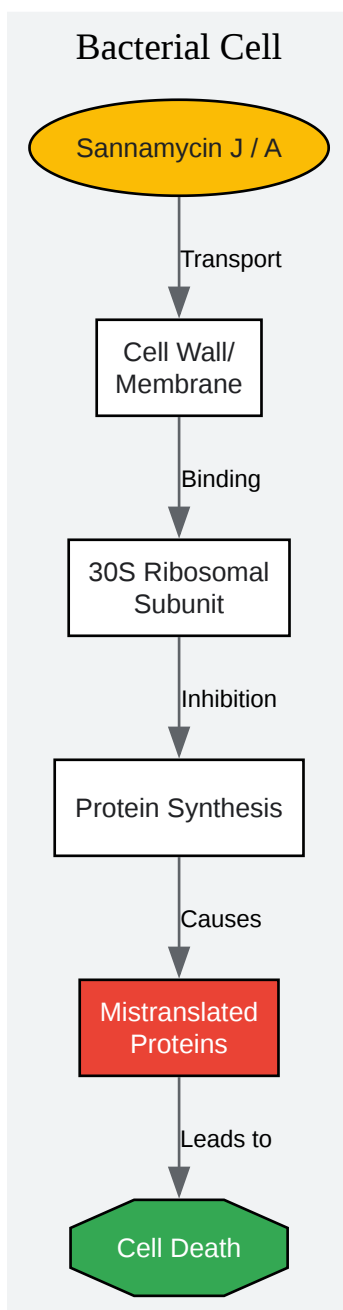 Bacterial Cell
Sannamycin J / A
Transport
Cell Wall/
Membrane
Binding
30S Ribosomal
Subunit
Inhibition
Protein Synthesis
Causes
Mistranslated
Proteins
Leads to
Cell Death